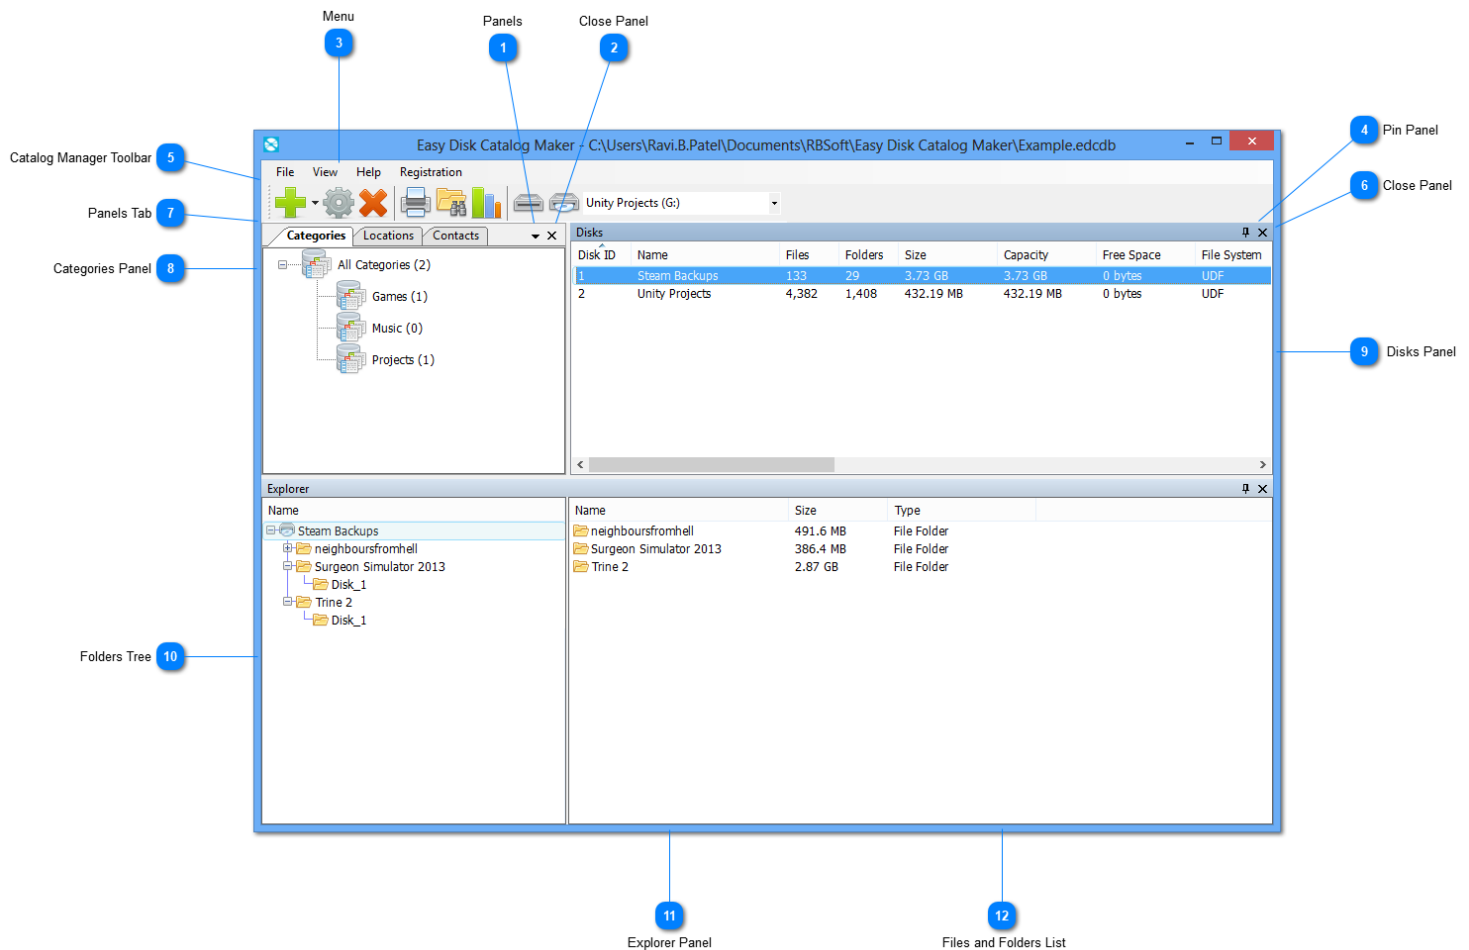 Menu
Panels
Close Panel
3
1
2
4 Pin Panel
Easy Disk Catalog Maker - C:\Users\Ravi.B.Patel\Documents\RBSoft\Easy Disk Catalog Maker\Example.edcdb
Catalog Manager Toolbar 5
File View Help Registration
6 Close Panel
Unity Projects (G:)
Panels Tab 7
Categories Locations Contacts
Disks
Disk ID Name Files Folders Size Capacity Free Space File System
Categories Panel 8
All Categories (2)
1 Steam Backups 133 29 3.73 GB 3.73 GB 0 bytes UDF
Games (1)
2 Unity Projects 4,382 1,408 432.19 MB 432.19 MB 0 bytes UDF
Music (0)
Projects (1)
9 Disks Panel
Explorer
Name
Name Size Type
Steam Backups
neighboursfromhell 491.6 MB File Folder
neighboursfromhell
Surgeon Simulator 2013 386.4 MB File Folder
Surgeon Simulator 2013
Trine 2 2.87 GB File Folder
Disk_1
Trine 2
Disk_1
Folders Tree 10
11
12
Explorer Panel
Files and Folders List